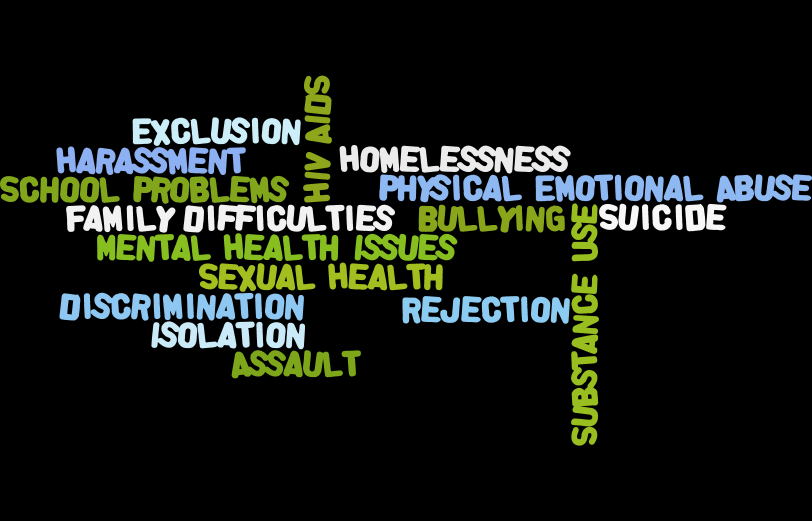 HIV AIDS
EXCLUSION
HARASSMENT
HOMELESSNESS
SCHOOL PROBLEMS
PHYSICAL EMOTIONAL ABUSE
FAMILY DIFFICULTIES
BULLYING
SUICIDE
MENTAL HEALTH ISSUES
SUBSTANCE USE
SEXUAL HEALTH
DISCRIMINATION
REJECTION
ISOLATION
ASSAULT